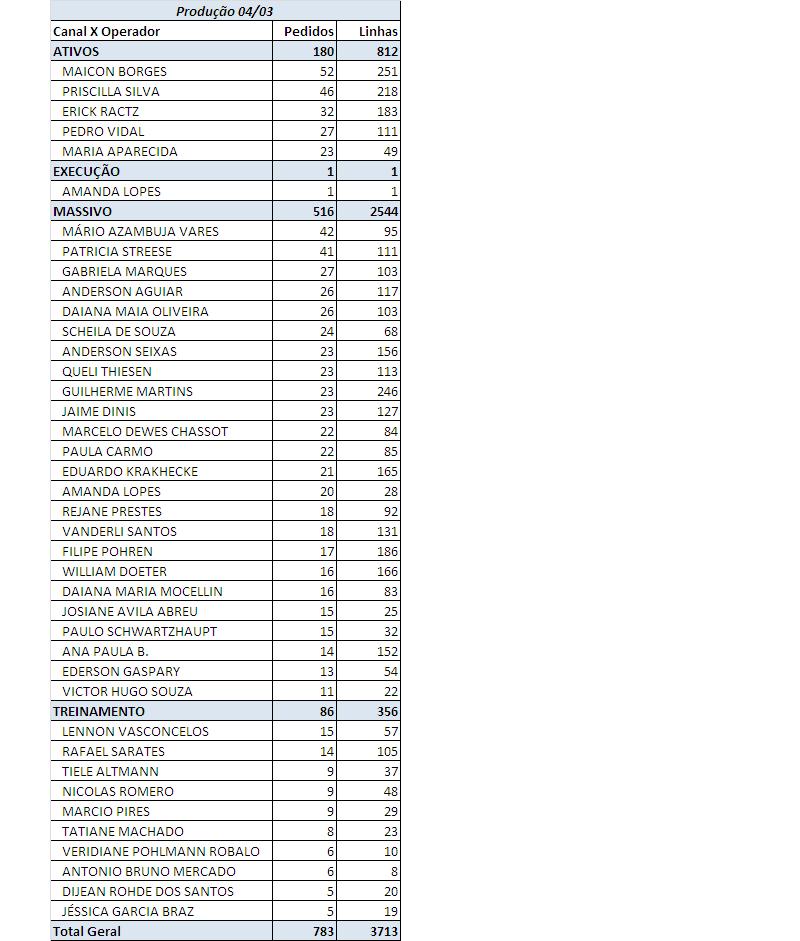 Produção 04/03
Canal X Operador Pedidos Linhas
ATIVOS 180 812
MAICON BORGES 52 251
PRISCILLA SILVA 46 218
ERICK RACTZ 32 183
PEDRO VIDAL 27 111
MARIA APARECIDA 23 49
EXECUÇÃO 1 1
AMANDA LOPES 1 1
MASSIVO 516 2544
MÁRIO AZAMBUJA VARES 42 95
PATRICIA STREESE 41 111
GABRIELA MARQUES 27 103
ANDERSON AGUIAR 26 117
DAIANA MAIA OLIVEIRA 26 103
SCHEILA DE SOUZA 24 68
ANDERSON SEIXAS 23 156
QUELI THIESEN 23 113
GUILHERME MARTINS 23 246
JAIME DINIS 23 127
MARCELO DEWES CHASSOT 22 84
PAULA CARMO 22 85
EDUARDO KRAKHECKE 21 165
AMANDA LOPES 20 28
REJANE PRESTES 18 92
VANDERLI SANTOS 18 131
FILIPE POHREN 17 186
WILLIAM DOETER 16 166
DAIANA MARIA MOCELLIN 16 83
JOSIANE AVILA ABREU 15 25
PAULO SCHWARTZHAUPT 15 32
ANA PAULA B. 14 152
EDERSON GASPARY 13 54
VICTOR HUGO SOUZA 11 22
TREINAMENTO 86 356
LENNON VASCONCELOS 15 57
RAFAEL SARATES 14 105
TIELE ALTMANN 9 37
NICOLAS ROMERO 9 48
MARCIO PIRES 9 29
TATIANE MACHADO 8 23
VERIDIANE POHLMANN ROBALO 6 10
ANTONIO BRUNO MERCADO 6 8
DIJEAN ROHDE DOS SANTOS 5 20
JÉSSICA GARCIA BRAZ 5 19
Total Geral 783 3713